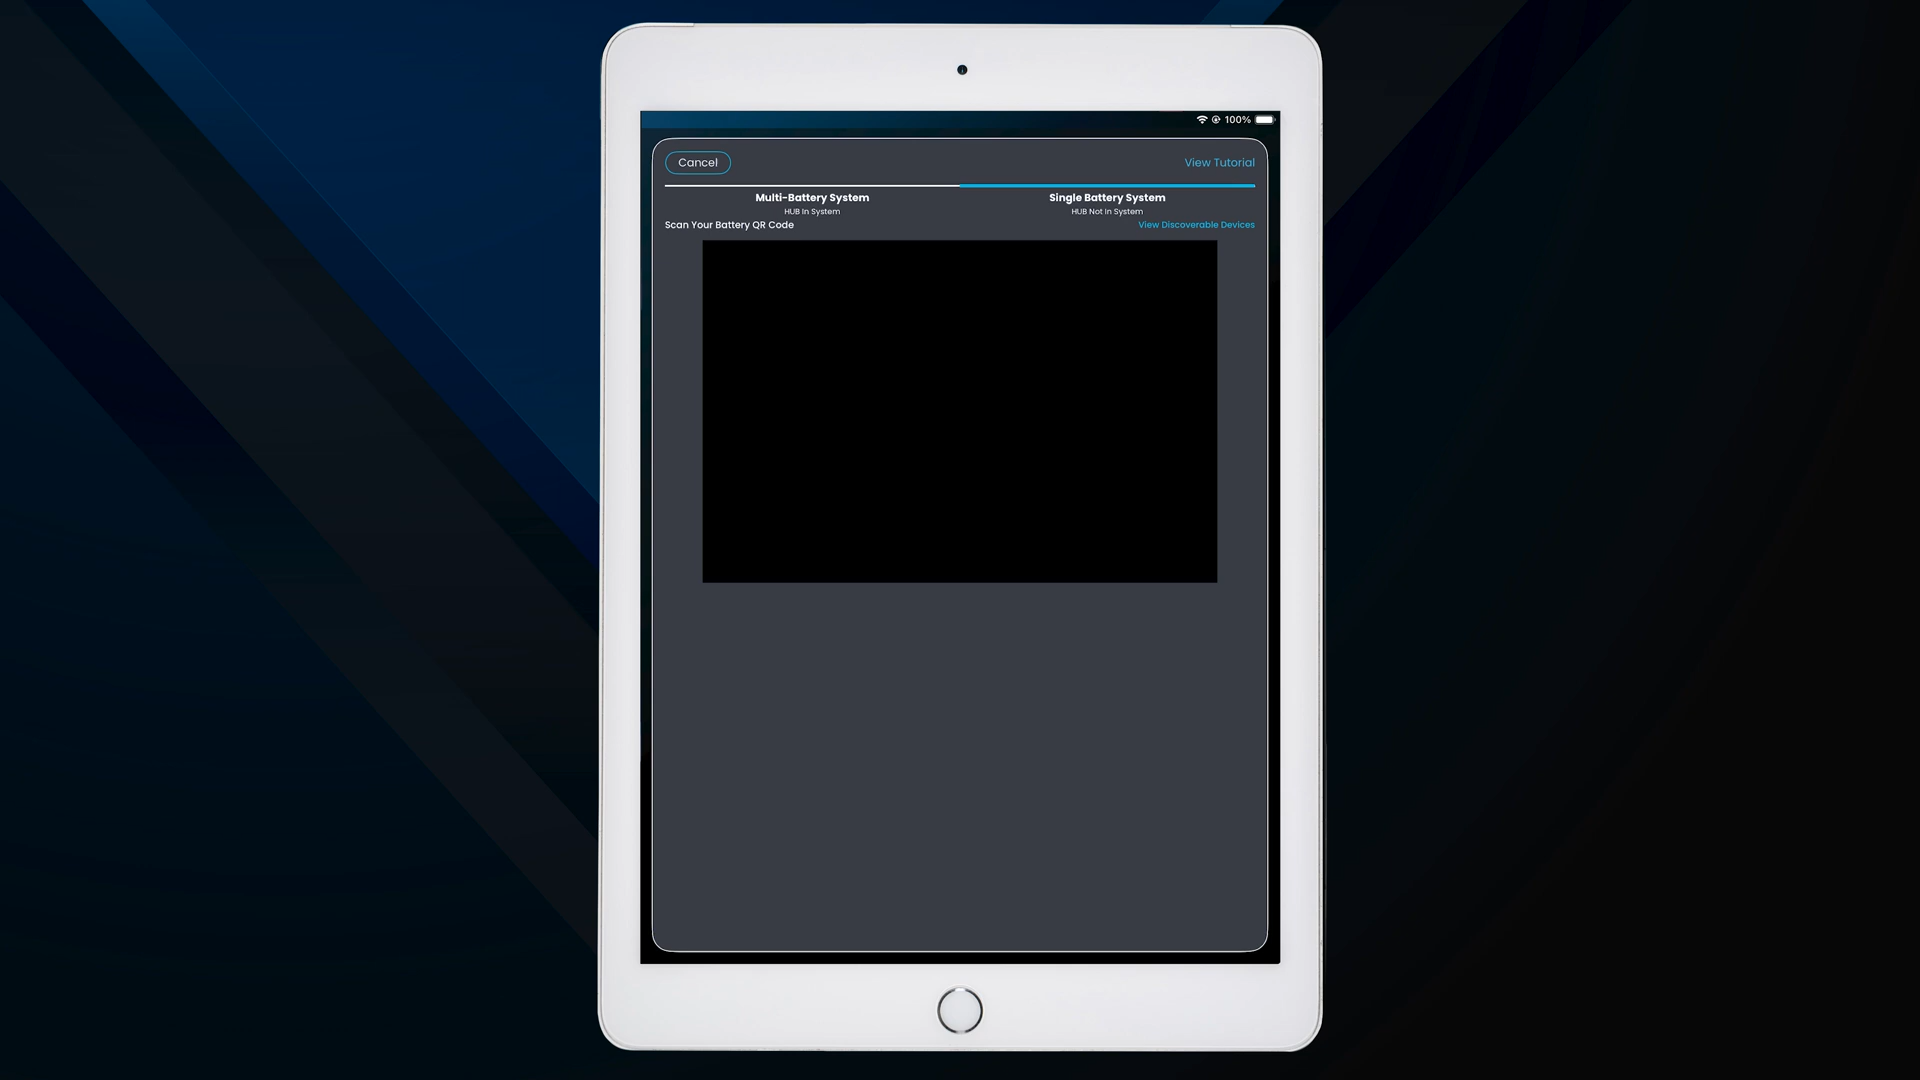 100%
Cancel
View Tutorial
Multi-Battery System
HUB In System
Single Battery System
HUB Not In System
Scan Your Battery QR Code
View Discoverable Devices